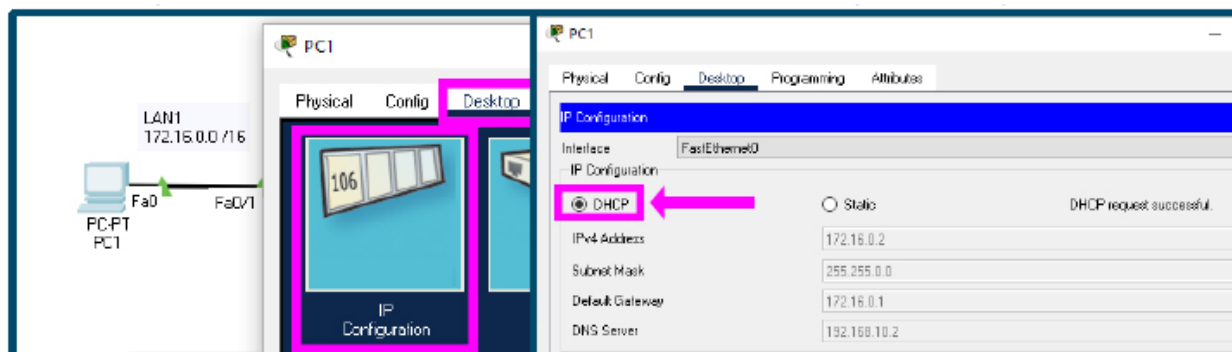 LAN1
172.16.0.0 /16
Fa0
Fa0/1
PC-PT
PC1
PC1
Physical Config Desktop
106
IP
Configuration
PC1
Physical Config Desktop Programming Attributes
IP Configuration
Interface FastEthernet0
IP Configuration
DHCP Static DHCP request successful.
IPv4 Address 172.16.0.2
Subnet Mask 255.255.0.0
Default Gateway 172.16.0.1
DNS Server 192.168.10.2